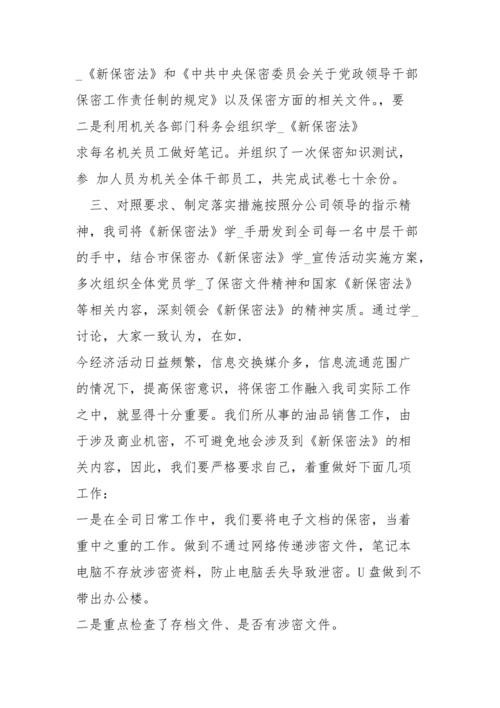 _《新保密法》和《中共中央保密委员会关于党政领导干部
保密工作责任制的规定》以及保密方面的相关文件。，要
二是利用机关各部门科务会组织学_《新保密法》
求每名机关员工做好笔记。并组织了一次保密知识测试，
参 加人员为机关全体干部员工，共完成试卷七十余份。
三、对照要求、制定落实措施按照分公司领导的指示精
神，我司将《新保密法》学_手册发到全司每一名中层干部
的手中，结合市保密办《新保密法》学_宣传活动实施方案，
多次组织全体党员学_了保密文件精神和国家《新保密法》
等相关内容，深刻领会《新保密法》的精神实质。通过学_
讨论，大家一致认为，在如.
今经济活动日益频繁，信息交换媒介多，信息流通范围广
的情况下，提高保密意识，将保密工作融入我司实际工作
之中，就显得十分重要。我们所从事的油品销售工作，由
于涉及商业机密，不可避免地会涉及到《新保密法》的相
关内容，因此，我们要严格要求自己，着重做好下面几项
工作：
一是在全司日常工作中，我们要将电子文档的保密，当着
重中之重的工作。做到不通过网络传递涉密文件，笔记本
电脑不存放涉密资料，防止电脑丢失导致泄密。U 盘做到不
带出办公楼。
二是重点检查了存档文件、是否有涉密文件。